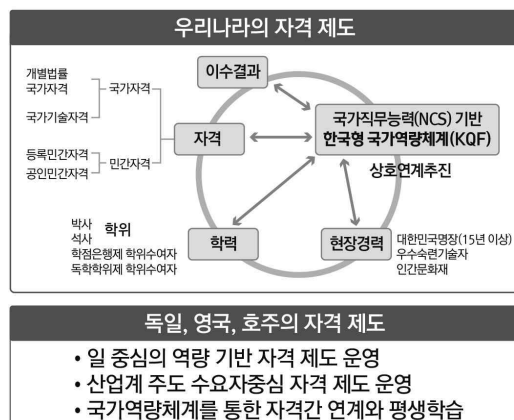 우리나라의 자격 제도
이수결과
개별법률
국가자격
국가자격
국가기술자격
등록민간자격
공인민간자격
민간자격
자격
국가직무능력(NCS) 기반
한국형 국가역량체계(KQF)
상호연계추진
박사
석사
학위
학점은행제 학위수여자
독학학위제 학위수여자
학력
현장경력
대한민국명장(15년 이상)
우수숙련기술자
인간문화재
독일, 영국, 호주의 자격 제도
• 일 중심의 역량 기반 자격 제도 운영
• 산업계 주도 수요자중심 자격 제도 운영
• 국가역량체계를 통한 자격간 연계와 평생학습